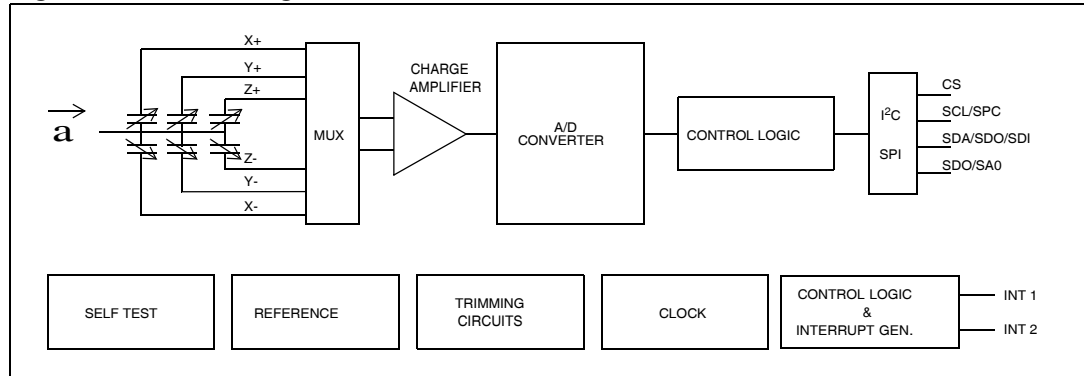 X+
Y+
Z+
a
Z-
Y-
X-
MUX
CHARGE
AMPLIFIER
A/D
CONVERTER
CONTROL LOGIC
I²C
SPI
CS
SCL/SPC
SDA/SDO/SDI
SDO/SA0
SELF TEST
REFERENCE
TRIMMING
CIRCUITS
CLOCK
CONTROL LOGIC
&
INTERRUPT GEN.
INT 1
INT 2